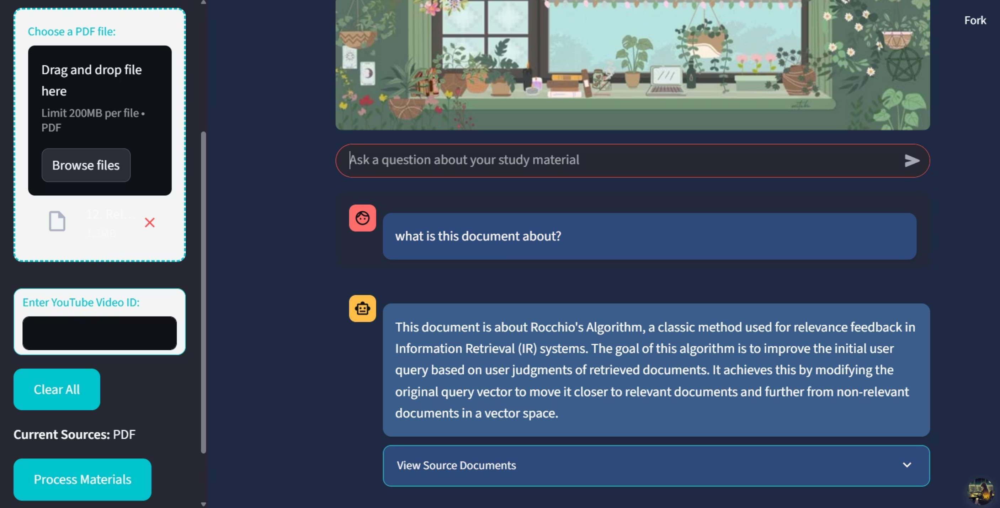 Choose a PDF file:
Drag and drop file
here
Limit 200MB per file •
PDF
Browse files
12. Rel…
1.3MB
Enter YouTube Video ID:
Clear All
Current Sources: PDF
Process Materials
Fork
Ask a question about your study material
what is this document about?
This document is about Rocchio's Algorithm, a classic method used for relevance feedback in
Information Retrieval (IR) systems. The goal of this algorithm is to improve the initial user
query based on user judgments of retrieved documents. It achieves this by modifying the
original query vector to move it closer to relevant documents and further from non-relevant
documents in a vector space.
View Source Documents